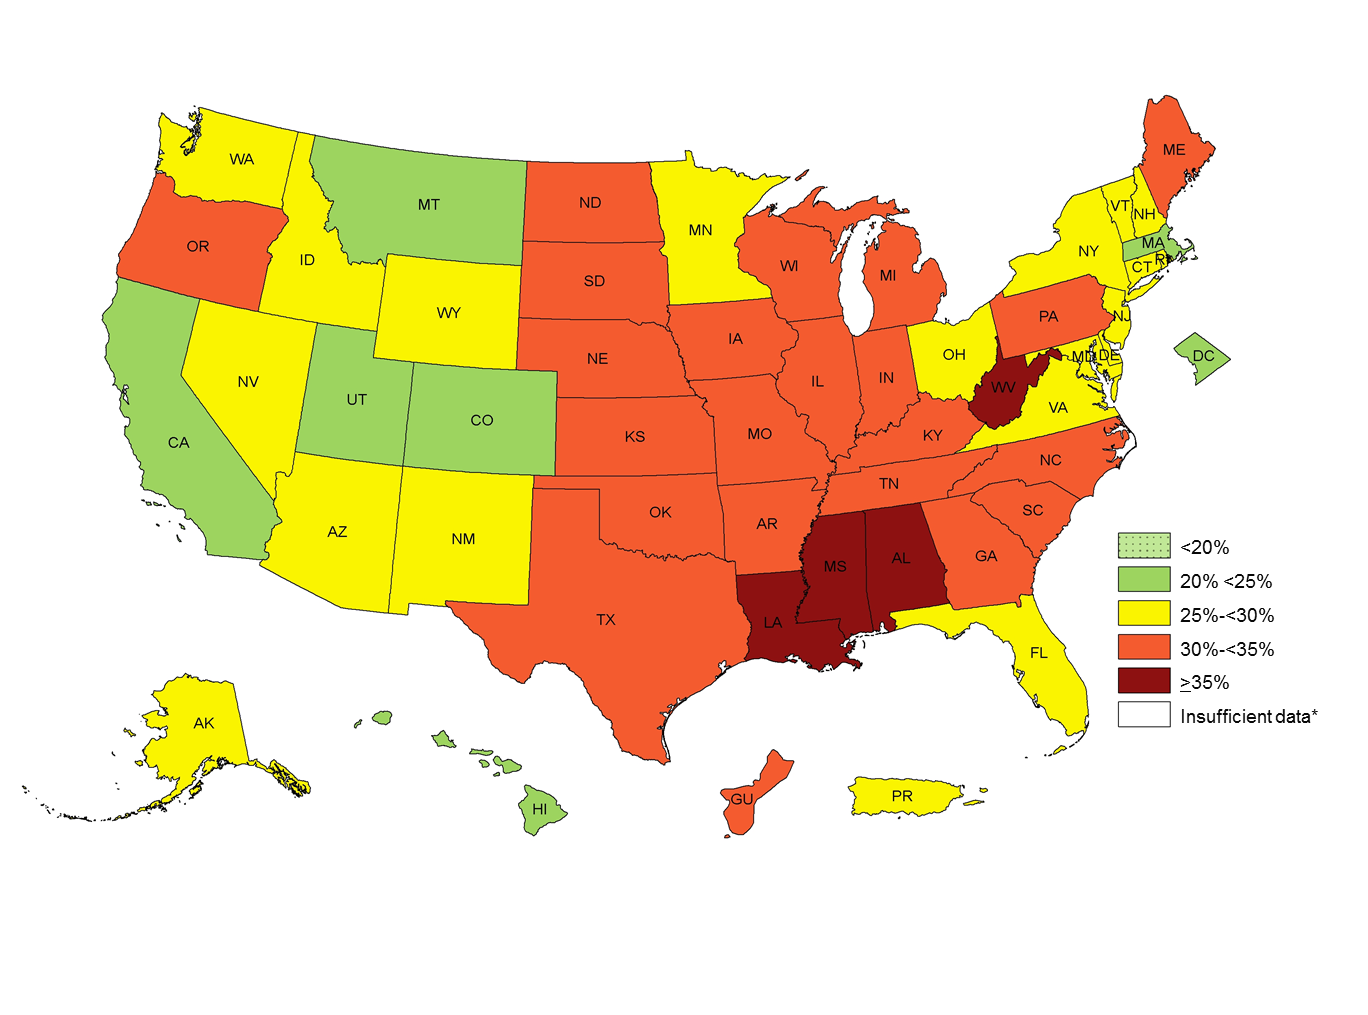 ME
WA
MT
ND
VT
NH
MN
OR
MA
NY
ID
WI
RI
CT
MI
SD
WY
PA
NJ
IA
OH
MD
DE
DC
NE
NV
IL
IN
WV
UT
VA
CO
CA
KS
MO
KY
NC
TN
OK
SC
AZ
NM
AR
<20%
GA
AL
MS
20% <25%
TX
LA
25%-<30%
FL
30%-<35%
≥35%
Insufficient data*
AK
HI
GU
PR